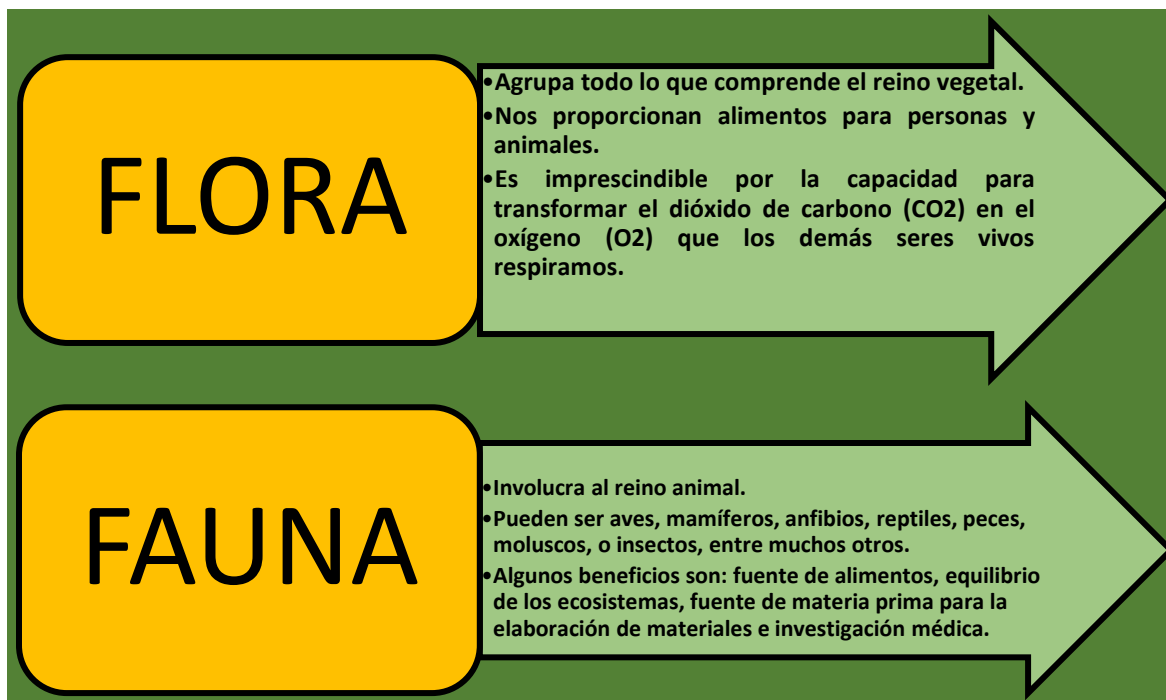 FLORA
•Agrupa todo lo que comprende el reino vegetal.
•Nos proporcionan alimentos para personas y
animales.
•Es imprescindible por la capacidad para
transformar el dióxido de carbono (CO2) en el
oxígeno (O2) que los demás seres vivos
respiramos.
FAUNA
•Involucra al reino animal.
•Pueden ser aves, mamíferos, anfibios, reptiles, peces,
moluscos, o insectos, entre muchos otros.
•Algunos beneficios son: fuente de alimentos, equilibrio
de los ecosistemas, fuente de materia prima para la
elaboración de materiales e investigación médica.